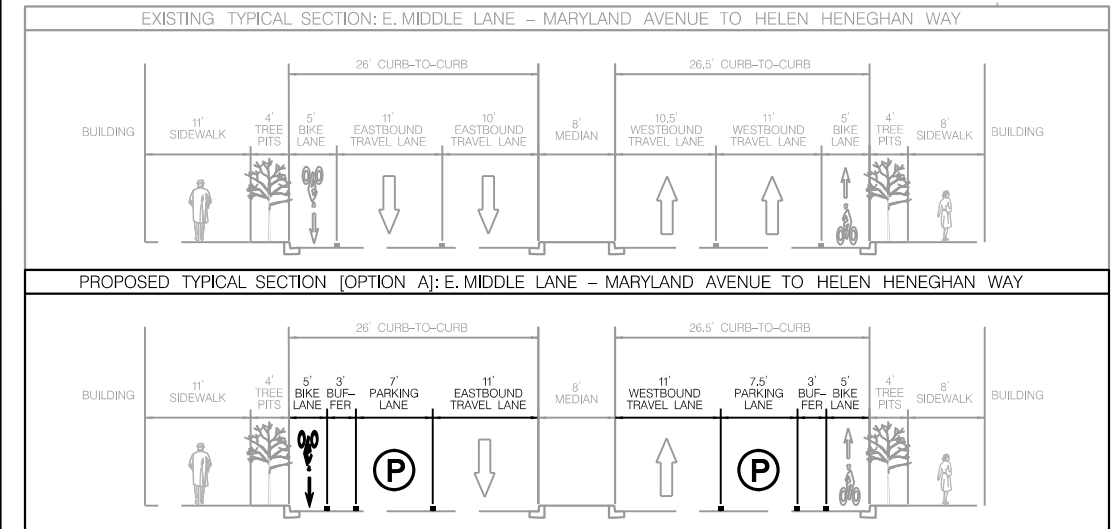 EXISTING TYPICAL SECTION: E. MIDDLE LANE – MARYLAND AVENUE TO HELEN HENEGHAN WAY
26' CURB–TO–CURB
26.5' CURB–TO–CURB
BUILDING
11'
SIDEWALK
4'
TREE
PITS
5'
BIKE
LANE
11'
EASTBOUND
TRAVEL LANE
10'
EASTBOUND
TRAVEL LANE
8'
MEDIAN
10.5'
WESTBOUND
TRAVEL LANE
11'
WESTBOUND
TRAVEL LANE
5'
BIKE
LANE
4'
TREE
PITS
8'
SIDEWALK
BUILDING
PROPOSED TYPICAL SECTION [OPTION A]: E. MIDDLE LANE – MARYLAND AVENUE TO HELEN HENEGHAN WAY
26' CURB–TO–CURB
26.5' CURB–TO–CURB
BUILDING
11'
SIDEWALK
4'
TREE
PITS
5'
BIKE
LANE
3'
BUF–
FER
7'
PARKING
LANE
11'
EASTBOUND
TRAVEL LANE
8'
MEDIAN
11'
WESTBOUND
TRAVEL LANE
7.5'
PARKING
LANE
3'
BUF–
FER
5'
BIKE
LANE
4'
TREE
PITS
8'
SIDEWALK
BUILDING
P
P